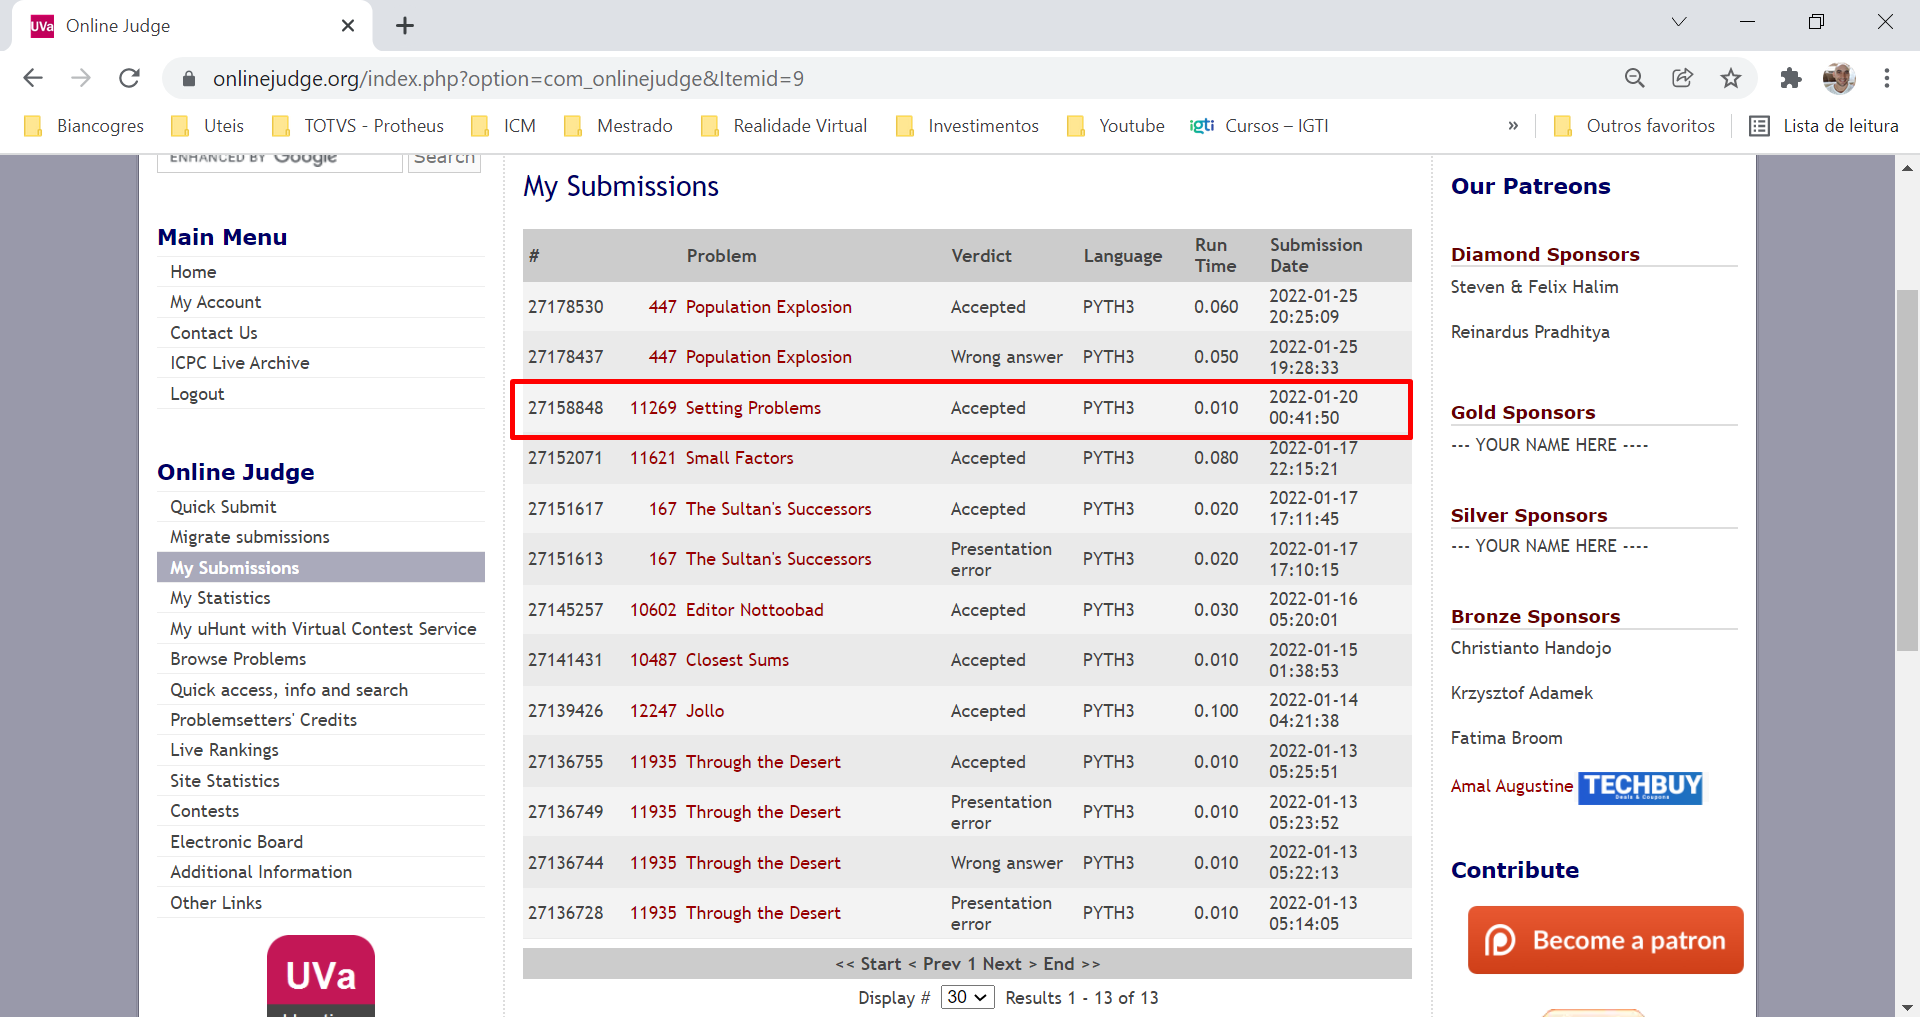 UVa Online Judge
onlinejudge.org/index.php?option=com_onlinejudge&Itemid=9
Biancogres Uteis TOTVS - Protheus ICM Mestrado Realidade Virtual Investimentos Youtube igti Cursos – IGTI » Outros favoritos Lista de leitura
ENHANCED BY Google Search
Main Menu
Home
My Account
Contact Us
ICPC Live Archive
Logout
Online Judge
Quick Submit
Migrate submissions
My Submissions
My Statistics
My uHunt with Virtual Contest Service
Browse Problems
Quick access, info and search
Problemsetters' Credits
Live Rankings
Site Statistics
Contests
Electronic Board
Additional Information
Other Links
UVa
My Submissions
# Problem Verdict Language Run Time Submission Date
27178530 447 Population Explosion Accepted PYTH3 0.060 2022-01-25 20:25:09
27178437 447 Population Explosion Wrong answer PYTH3 0.050 2022-01-25 19:28:33
27158848 11269 Setting Problems Accepted PYTH3 0.010 2022-01-20 00:41:50
27152071 11621 Small Factors Accepted PYTH3 0.080 2022-01-17 22:15:21
27151617 167 The Sultan's Successors Accepted PYTH3 0.020 2022-01-17 17:11:45
27151613 167 The Sultan's Successors Presentation error PYTH3 0.020 2022-01-17 17:10:15
27145257 10602 Editor Nottoobad Accepted PYTH3 0.030 2022-01-16 05:20:01
27141431 10487 Closest Sums Accepted PYTH3 0.010 2022-01-15 01:38:53
27139426 12247 Jollo Accepted PYTH3 0.100 2022-01-14 04:21:38
27136755 11935 Through the Desert Accepted PYTH3 0.010 2022-01-13 05:25:51
27136749 11935 Through the Desert Presentation error PYTH3 0.010 2022-01-13 05:23:52
27136744 11935 Through the Desert Wrong answer PYTH3 0.010 2022-01-13 05:22:13
27136728 11935 Through the Desert Presentation error PYTH3 0.010 2022-01-13 05:14:05
<< Start < Prev 1 Next > End >>
Display # 30 Results 1 - 13 of 13
Our Patreons
Diamond Sponsors
Steven & Felix Halim
Reinardus Pradhitya
Gold Sponsors
--- YOUR NAME HERE ----
Silver Sponsors
--- YOUR NAME HERE ----
Bronze Sponsors
Christianto Handojo
Krzysztof Adamek
Fatima Broom
Amal Augustine TECHBUY
Deals & Coupons
Contribute
Become a patron